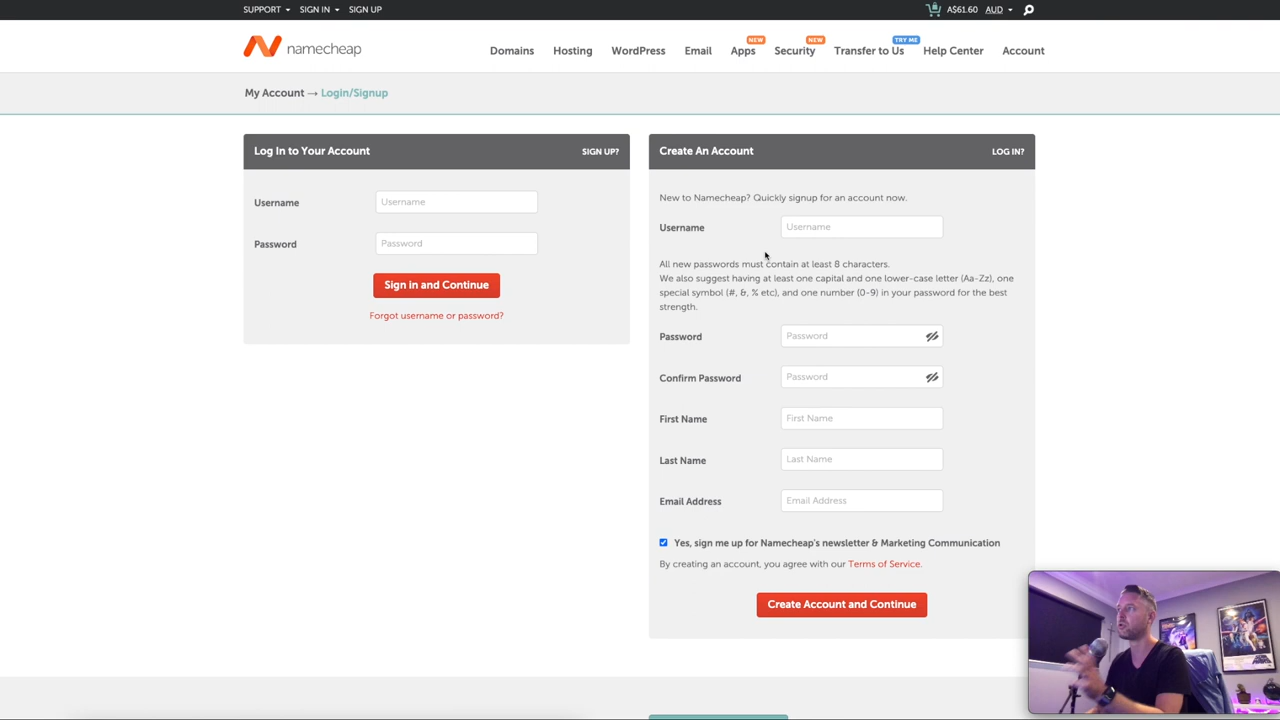 SUPPORT SIGN IN SIGN UP A$61.60 AUD
namecheap Domains Hosting WordPress Email Apps NEW Security NEW Transfer to Us TRY ME Help Center Account
My Account → Login/Signup
Log In to Your Account SIGN UP?
Username Username
Password Password
Sign in and Continue
Forgot username or password?
Create An Account LOG IN?
New to Namecheap? Quickly signup for an account now.
Username Username
All new passwords must contain at least 8 characters.
We also suggest having at least one capital and one lower-case letter (Aa-Zz), one
special symbol (#, &, % etc), and one number (0-9) in your password for the best
strength.
Password Password
Confirm Password Password
First Name First Name
Last Name Last Name
Email Address Email Address
Yes, sign me up for Namecheap's newsletter & Marketing Communication
By creating an account, you agree with our Terms of Service.
Create Account and Continue